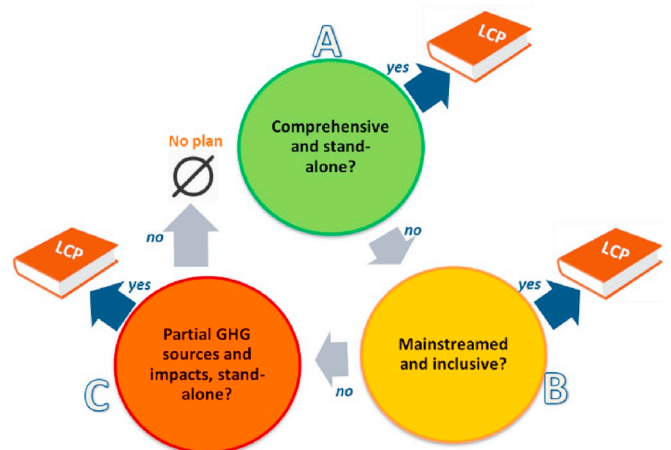 A
LCP
yes
Comprehensive
and stand-
alone?
No plan
no
no
LCP
yes
LCP
yes
Partial GHG
sources and
impacts, stand-
alone?
Mainstreamed
and inclusive?
no
C
B